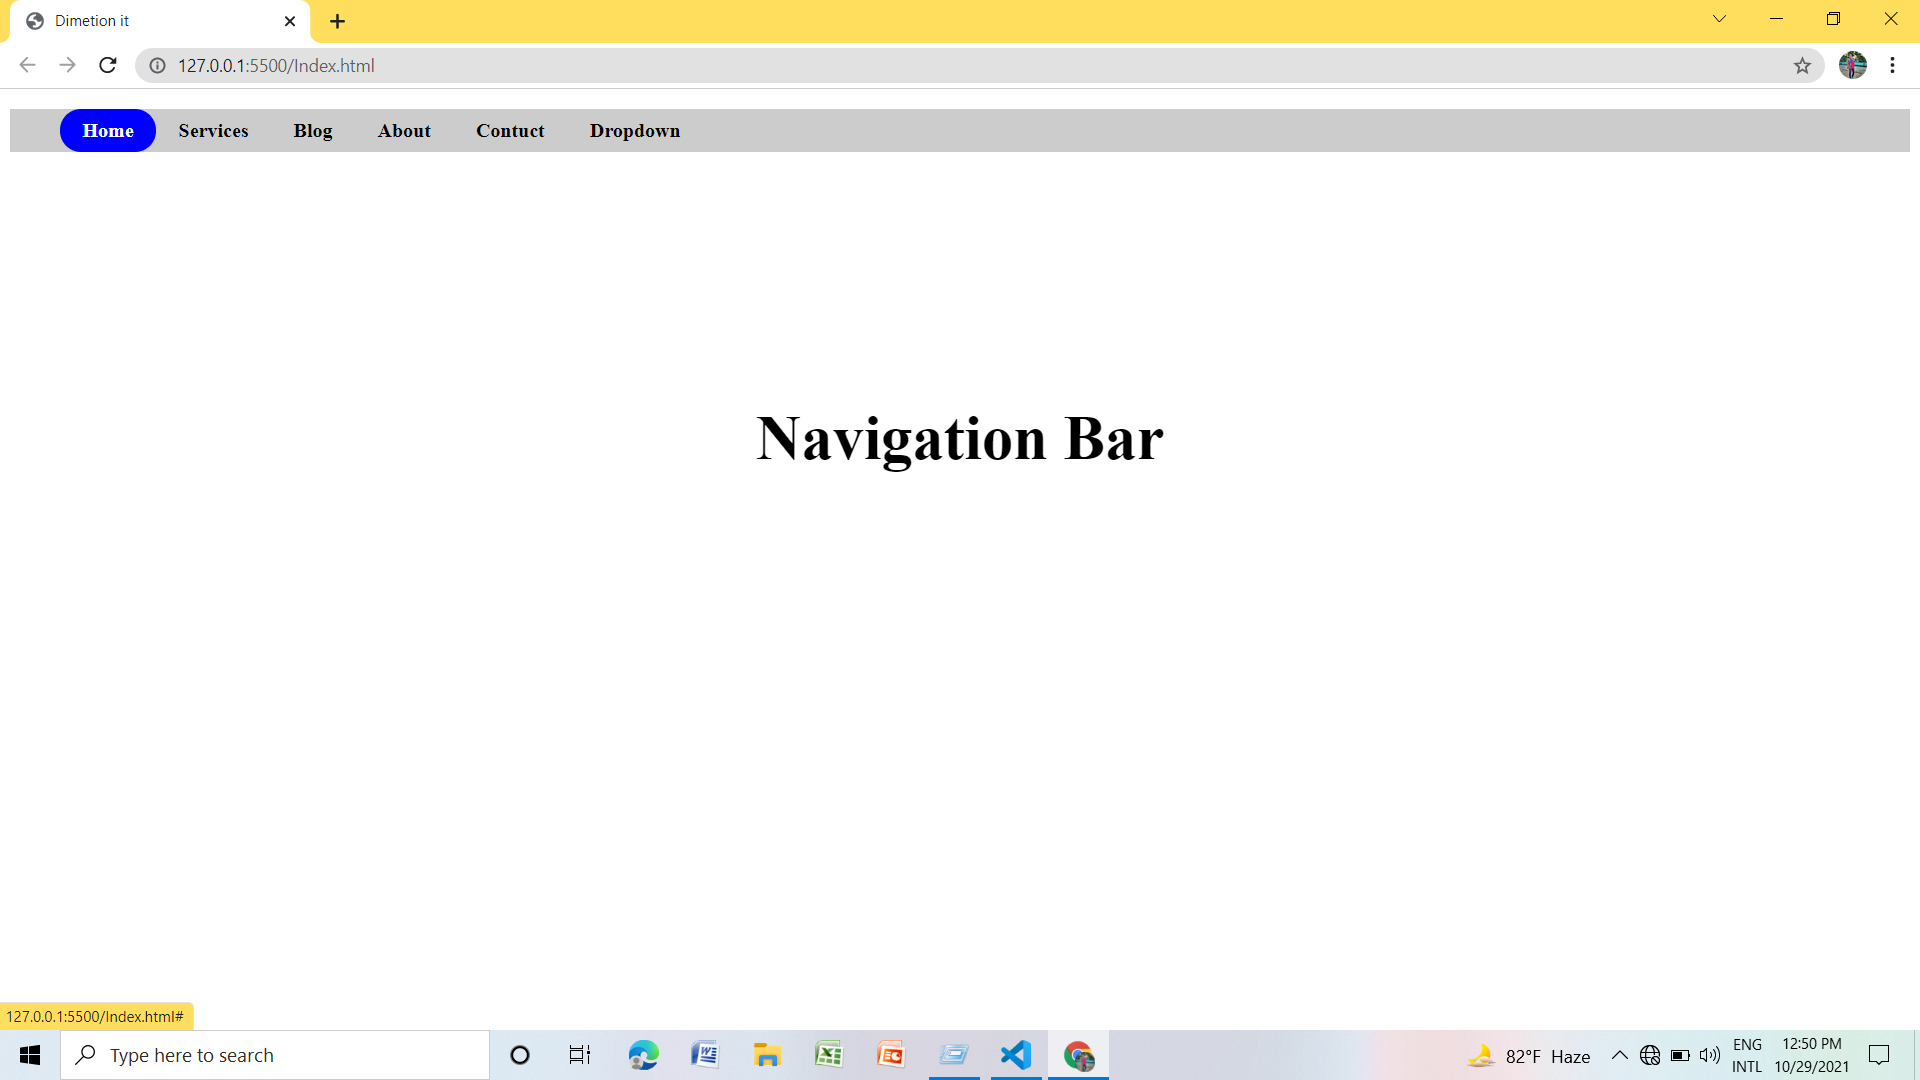 Dimetion it
127.0.0.1:5500/Index.html
Home Services Blog About Contuct Dropdown
Navigation Bar
127.0.0.1:5500/Index.html#
Type here to search
82°F Haze
ENG
INTL
12:50 PM
10/29/2021